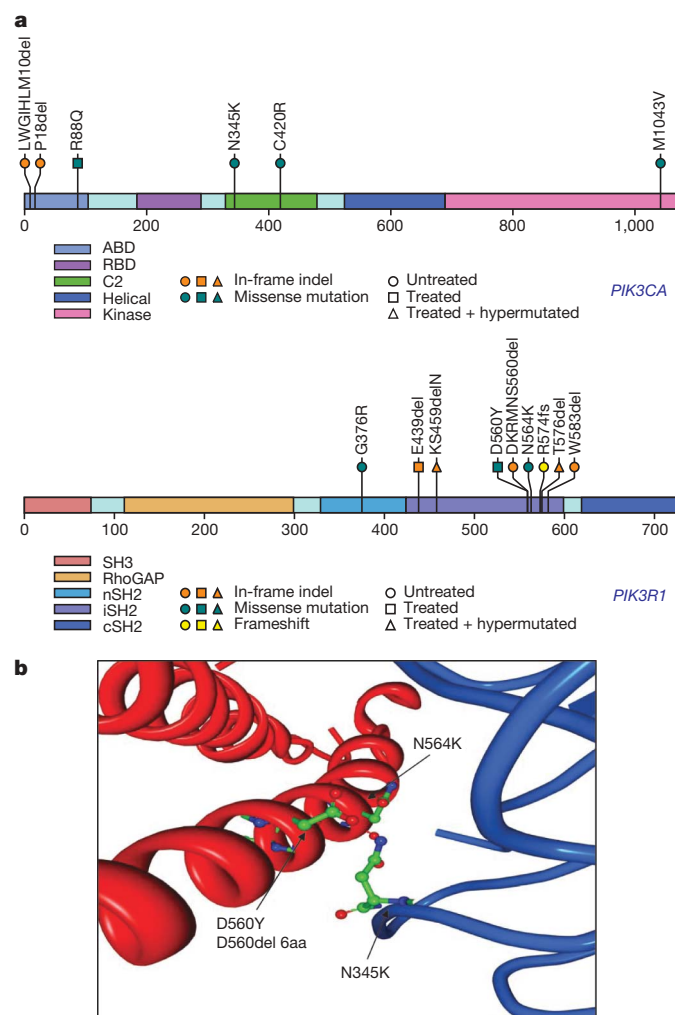 a
LWGIHLM10del
P18del
R88Q
N345K
C420R
M1043V
0 200 400 600 800 1,000
ABD
RBD
C2
Helical
Kinase
In-frame indel
Missense mutation
Untreated
Treated
Treated + hypermutated
PIK3CA
G376R
E439del
KS459delN
D560Y
DKRMNS560del
N564K
R574fs
T576del
W583del
0 100 200 300 400 500 600 700
SH3
RhoGAP
nSH2
iSH2
cSH2
In-frame indel
Missense mutation
Frameshift
Untreated
Treated
Treated + hypermutated
PIK3R1
b
N564K
D560Y
D560del 6aa
N345K